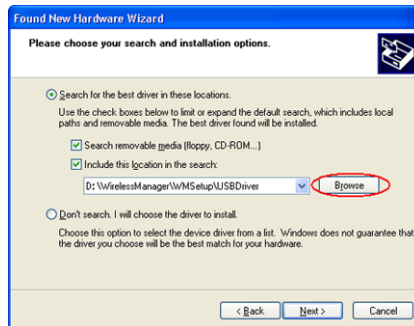 Found New Hardware Wizard
Please choose your search and installation options.
Search for the best driver in these locations.
Use the check boxes below to limit or expand the default search, which includes local
paths and removable media. The best driver found will be installed.
Search removable media (floppy, CD-ROM...)
Include this location in the search:
D: \WirelessManager\WMSetup\USBDriver
Browse
Don't search. I will choose the driver to install.
Choose this option to select the device driver from a list. Windows does not guarantee that
the driver you choose will be the best match for your hardware.
< Back
Next >
Cancel